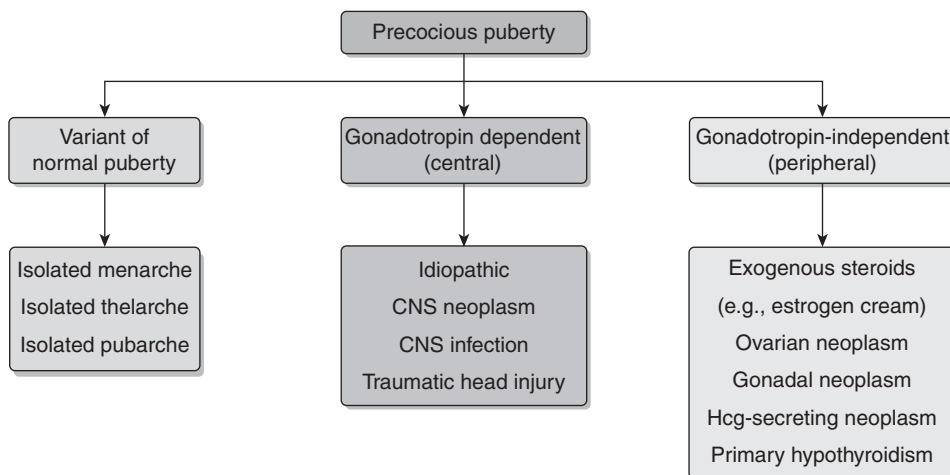 Precocious puberty
Variant of
normal puberty
Gonadotropin dependent
(central)
Gonadotropin-independent
(peripheral)
Isolated menarche
Isolated thelarche
Isolated pubarche
Idiopathic
CNS neoplasm
CNS infection
Traumatic head injury
Exogenous steroids
(e.g., estrogen cream)
Ovarian neoplasm
Gonadal neoplasm
Hcg-secreting neoplasm
Primary hypothyroidism